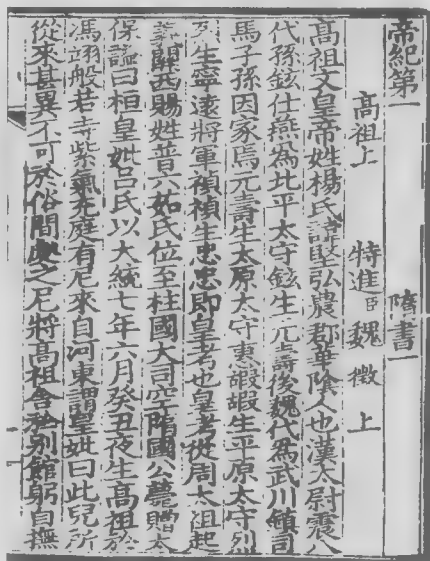 帝紀第一 隋書一
高祖上
特進臣魏徵上
高祖文皇帝姓楊氏諱堅弘農郡華陰人也漢太尉震八
代孫鉉仕燕為北平太守鉉生元壽後魏代為武川鎮司
馬子孫因家焉元壽生太原太守惠嘏嘏生平原太守烈
烈生寧遠將軍禎禎生忠忠即皇考也皇考從周太祖起
義關西賜姓普六如氏位至柱國大司空隋國公薨贈太
保諡曰桓皇妣呂氏以大統七年六月癸丑夜生高祖於
馮翊般若寺紫氣充庭有尼來自河東謂皇妣曰此兒所
從來甚異不可於俗間處之尼將高祖舍於別館躬自撫